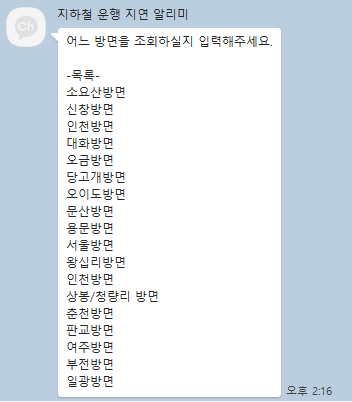 지하철 운행 지연 알리미
Ch
어느 방면을 조회하실지 입력해주세요.
-목록-
소요산방면
신창방면
인천방면
대화방면
오금방면
당고개방면
오이도방면
문산방면
용문방면
서울방면
왕십리방면
인천방면
상봉/청량리 방면
춘천방면
판교방면
여주방면
부전방면
일광방면
오후 2:16